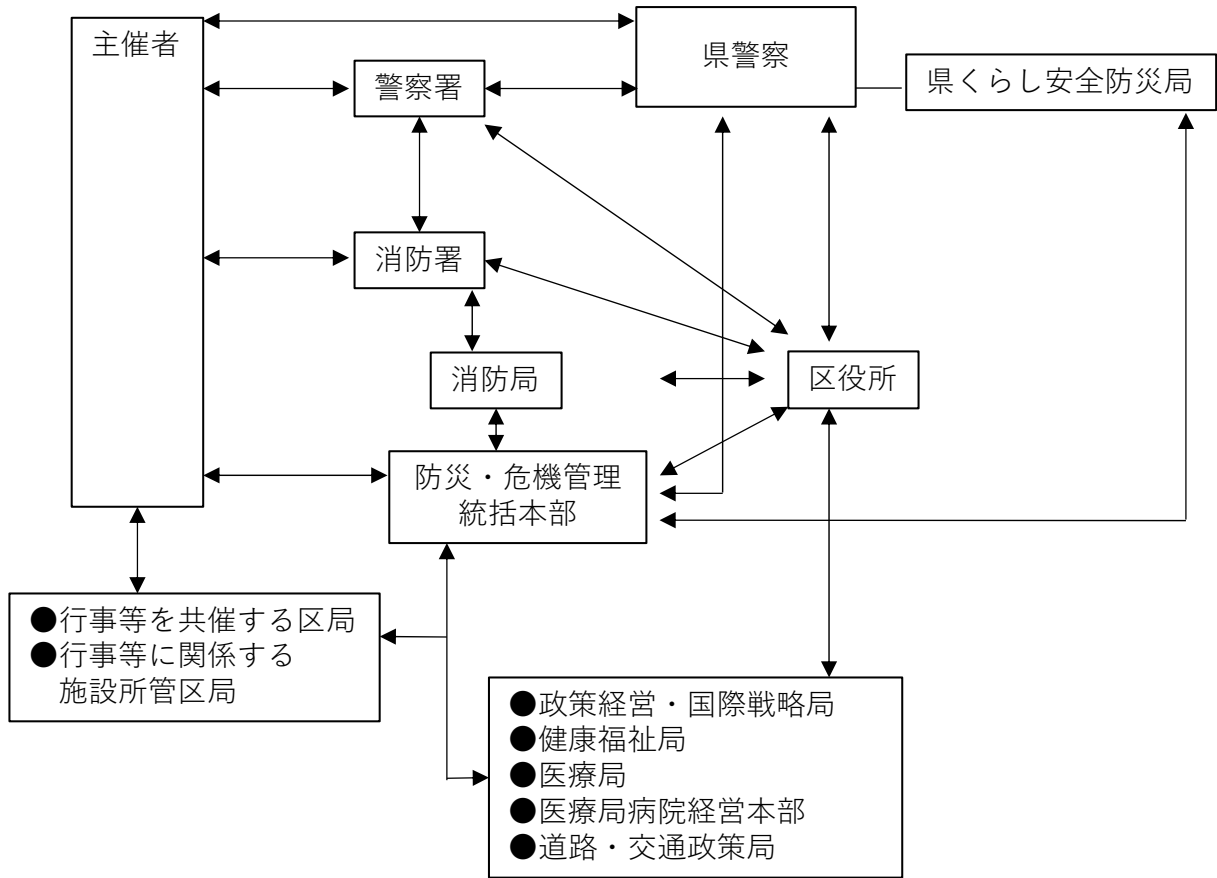 主催者
県警察
県くらし安全防災局
警察署
消防署
消防局
区役所
防災・危機管理
統括本部
●行事等を共催する区局
●行事等に関係する
施設所管区局
●政策経営・国際戦略局
●健康福祉局
●医療局
●医療局病院経営本部
●道路・交通政策局